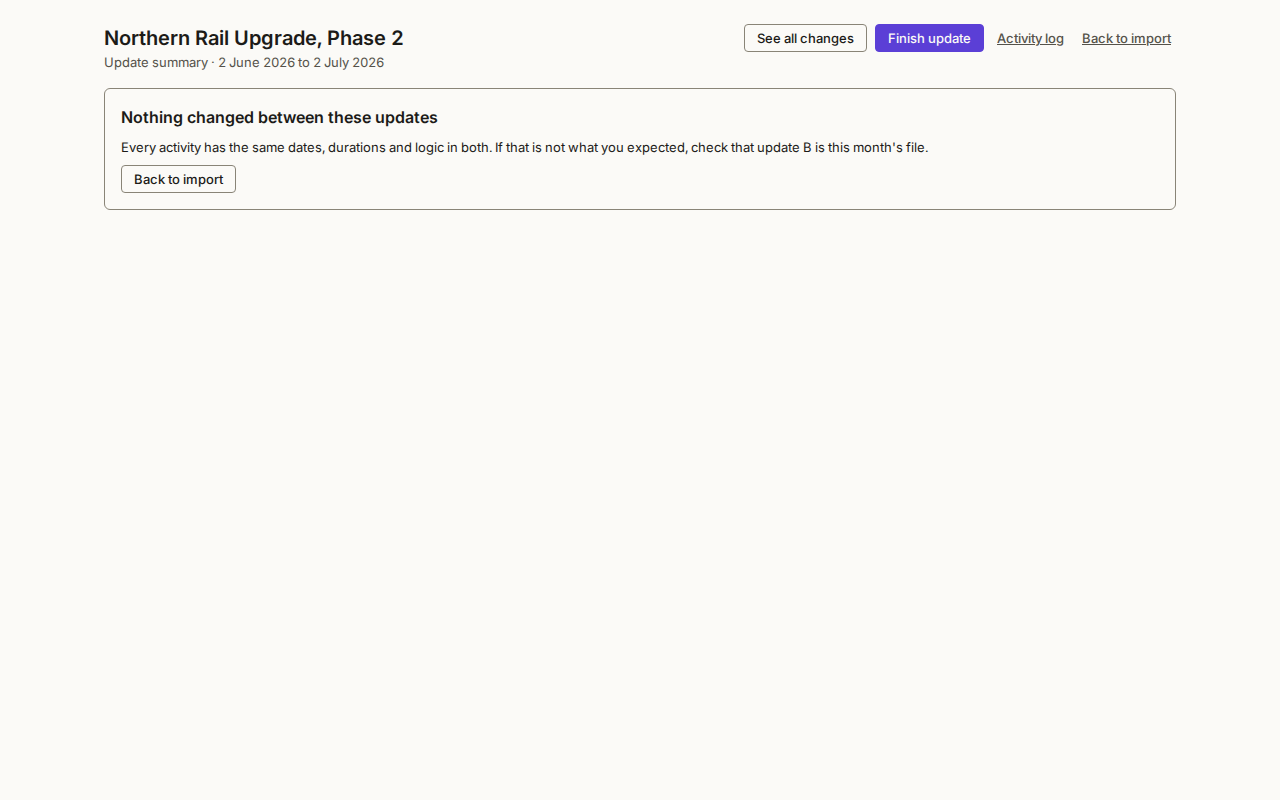 Northern Rail Upgrade, Phase 2
Update summary · 2 June 2026 to 2 July 2026
See all changes
Finish update
Activity log
Back to import
Nothing changed between these updates
Every activity has the same dates, durations and logic in both. If that is not what you expected, check that update B is this month's file.
Back to import